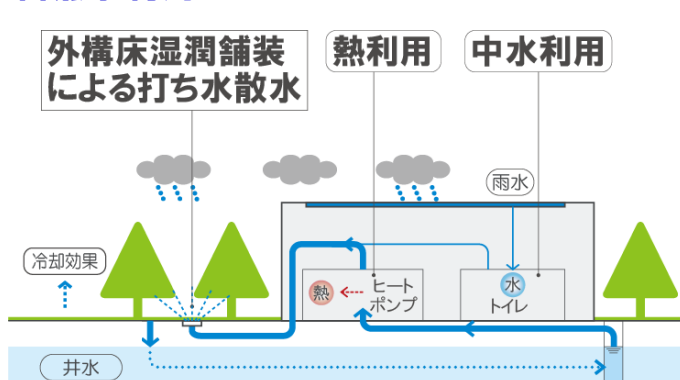 外構床湿潤舗装
による打ち水散水
熱利用
中水利用
雨水
冷却効果
熱
ヒート
ポンプ
水
トイレ
井水